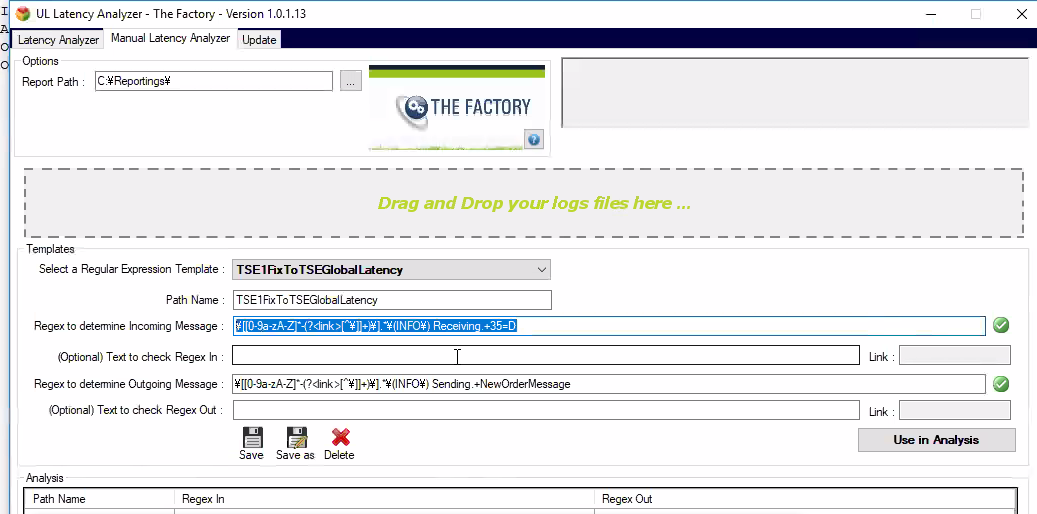 UL Latency Analyzer - The Factory - Version 1.0.1.13
Latency Analyzer Manual Latency Analyzer Update
Options
Report Path : C:¥Reportings¥ ...
THE FACTORY
?
Drag and Drop your logs files here ...
Templates
Select a Regular Expression Template : TSE1FixToTSEGlobalLatency
Path Name : TSE1FixToTSEGlobalLatency
Regex to determine Incoming Message : ¥[[0-9a-zA-Z]*-(?<link>[^¥]]+)¥].*¥(INFO¥) Receiving.+35=D
(Optional) Text to check Regex In : Link :
Regex to determine Outgoing Message : ¥[[0-9a-zA-Z]*-(?<link>[^¥]]+)¥].*¥(INFO¥) Sending.+NewOrderMessage
(Optional) Text to check Regex Out : Link :
Save Save as Delete Use in Analysis
Analysis
Path Name Regex In Regex Out